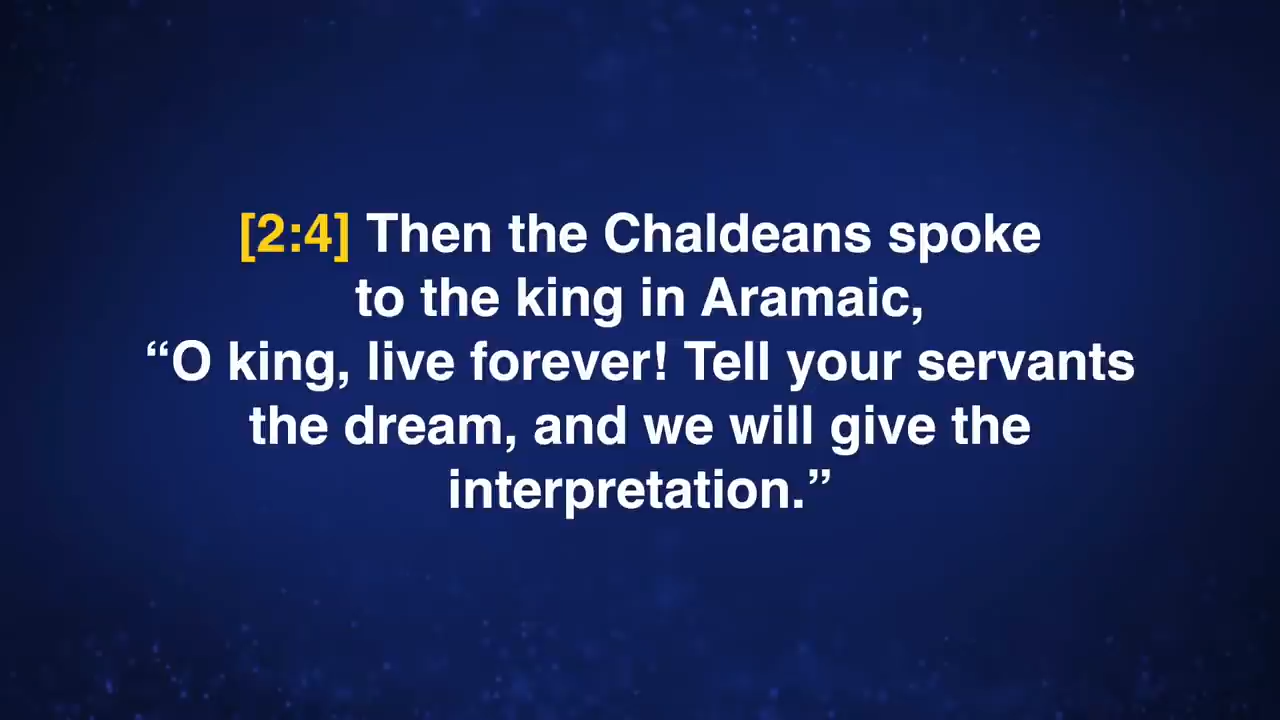 [2:4] Then the Chaldeans spoke
to the king in Aramaic,
“O king, live forever! Tell your servants
the dream, and we will give the
interpretation.”